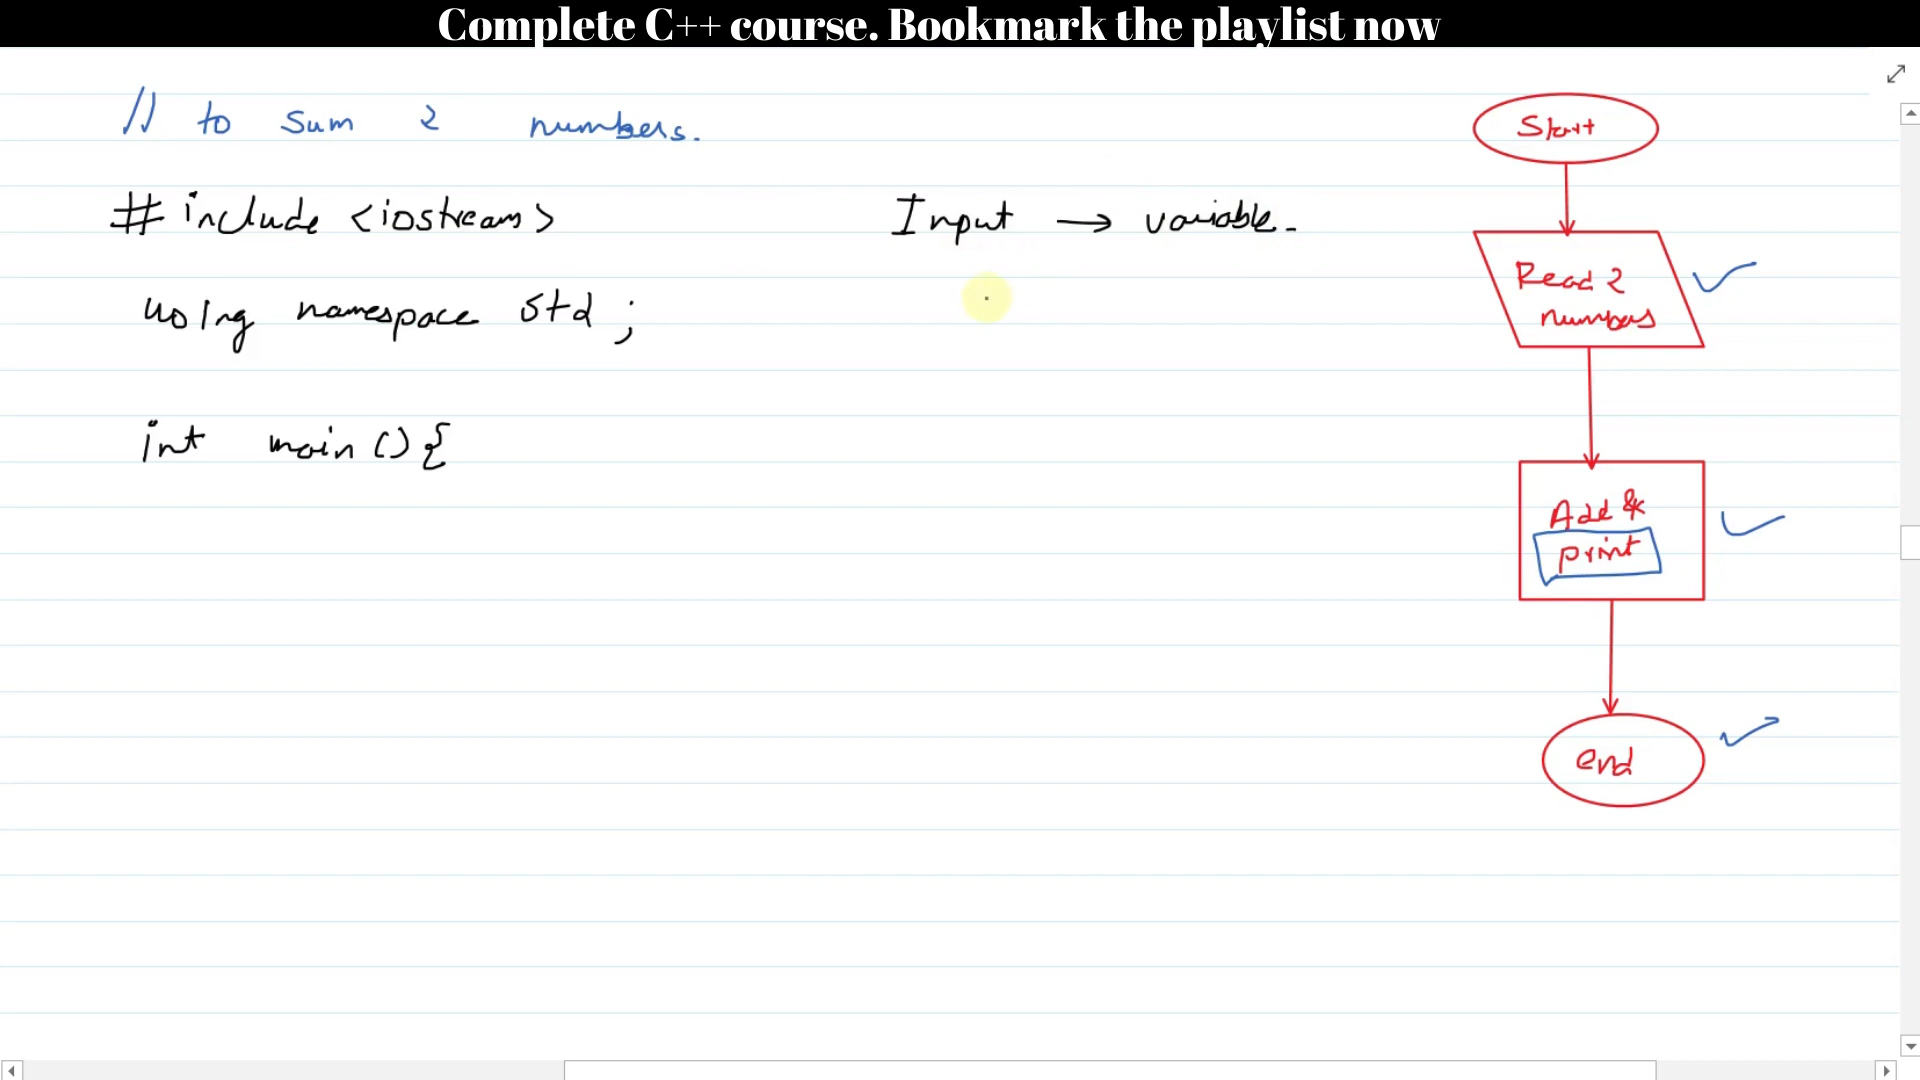 Complete C++ course. Bookmark the playlist now
// to sum 2 numbers.
# include <iostream>
using namespace std ;
int main () {
Input → variable.
Start
Read 2
numbers
Add &
print
end